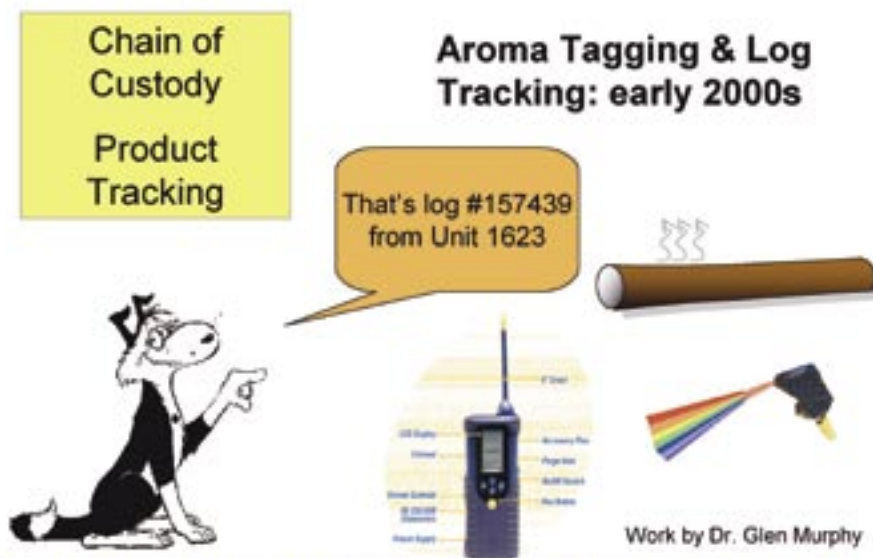 Chain of
Custody
Product
Tracking
Aroma Tagging & Log
Tracking: early 2000s
That's log #157439
from Unit 1623
Work by Dr. Glen Murphy